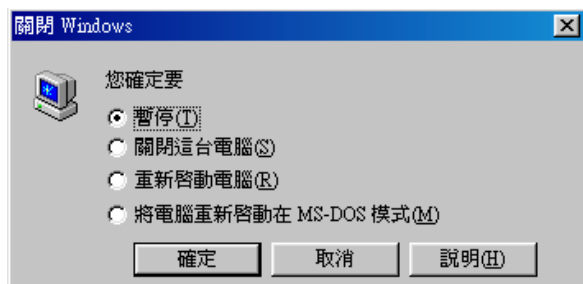 關閉 Windows
您確定要
暫停(T)
關閉這台電腦(S)
重新啓動電腦(R)
將電腦重新啓動在 MS-DOS 模式(M)
確定 取消 說明(H)